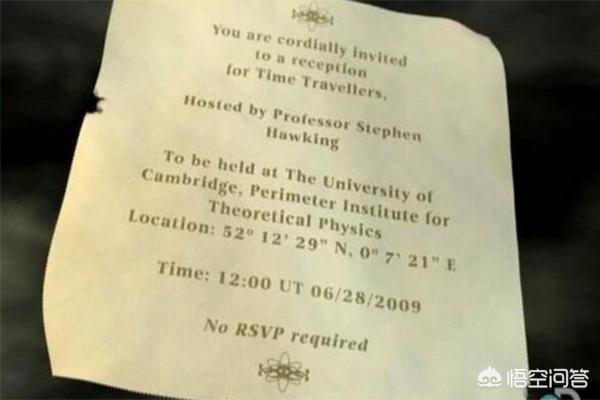 You are cordially invited
to a reception
for Time Travellers,
Hosted by Professor Stephen
Hawking
To be held at The University of
Cambridge, Perimeter Institute for
Theoretical Physics
Location: 52° 12' 29" N, 0" 7' 21" E
Time: 12:00 UT 06/28/2009
No RSVP required
悟空问答